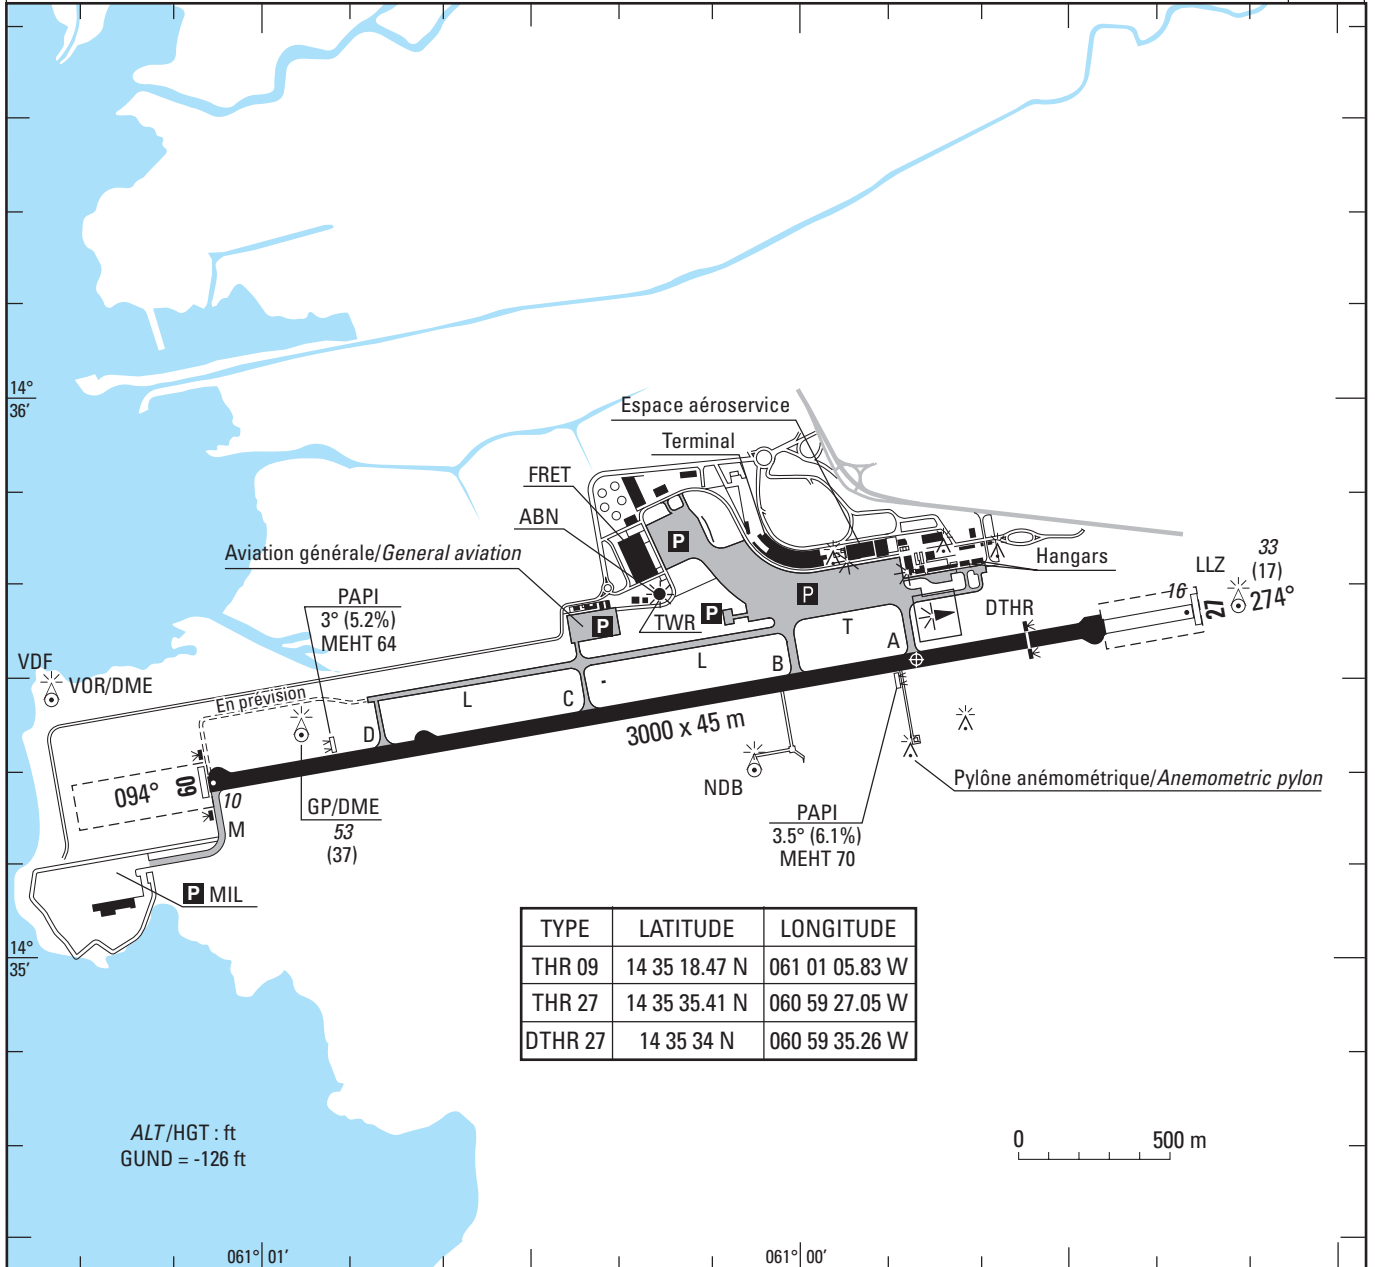 14°
36'
Espace aéroservice
Terminal
FRET
ABN
Aviation générale/General aviation
P
Hangars
LLZ
33
(17)
PAPI
3° (5.2%)
MEHT 64
P
P
P
TWR
DTHR
16
27
274°
T
A
VDF
VOR/DME
L
B
En prévision
L
C
D
3000 x 45 m
094°
09
10
M
GP/DME
53
(37)
NDB
Pylône anémométrique/Anemometric pylon
PAPI
3.5° (6.1%)
MEHT 70
P MIL
TYPE LATITUDE LONGITUDE
THR 09 14 35 18.47 N 061 01 05.83 W
THR 27 14 35 35.41 N 060 59 27.05 W
DTHR 27 14 35 34 N 060 59 35.26 W
14°
35'
ALT/HGT : ft
GUND = -126 ft
0 500 m
061° 01'
061° 00'